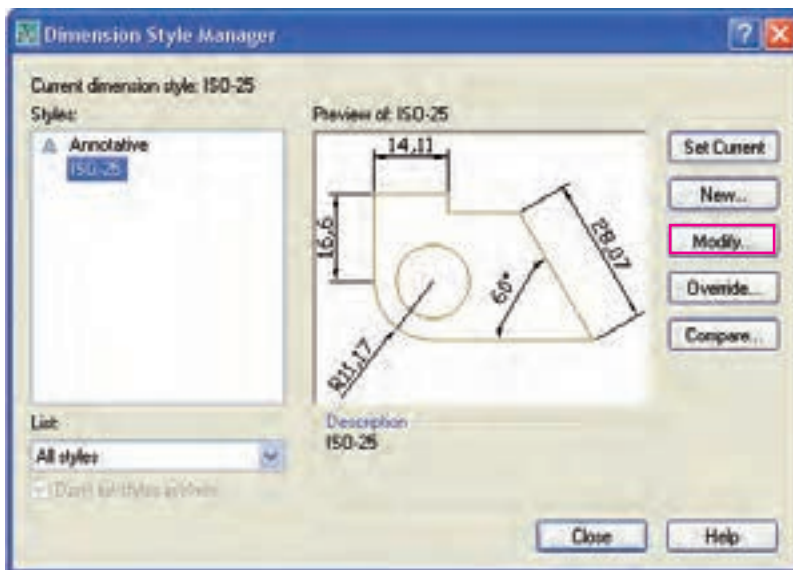 Dimension Style Manager
Current dimension style: ISO-25
Styles:
Annotative
ISO-25
Preview of: ISO-25
14,11
16,6
28,07
60°
R11,17
Set Current
New...
Modify...
Override...
Compare...
List:
All styles
Description
ISO-25
Close
Help